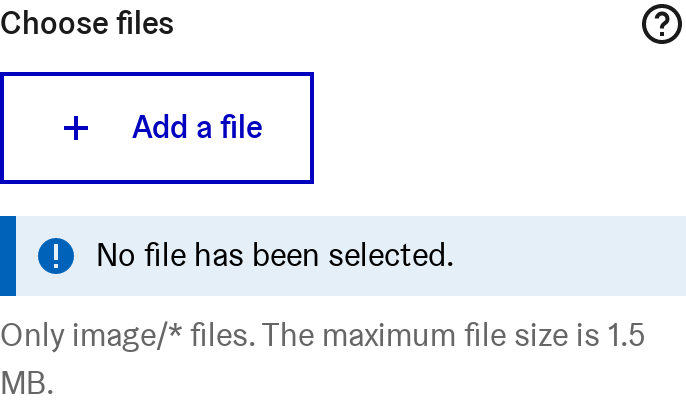 Choose files
Add a file
No file has been selected.
Only image/* files. The maximum file size is 1.5
MB.